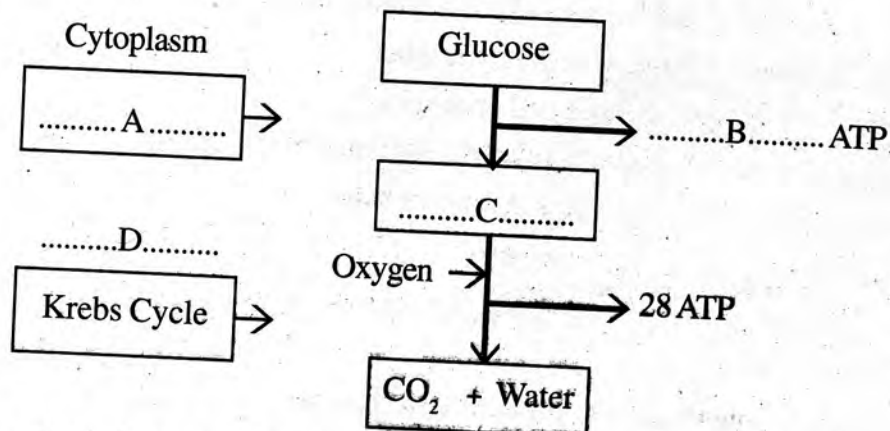 Cytoplasm
Glucose
..........A..........
..........B.......... ATP
..........C..........
..........D..........
Oxygen
Krebs Cycle
28 ATP
CO₂ + Water